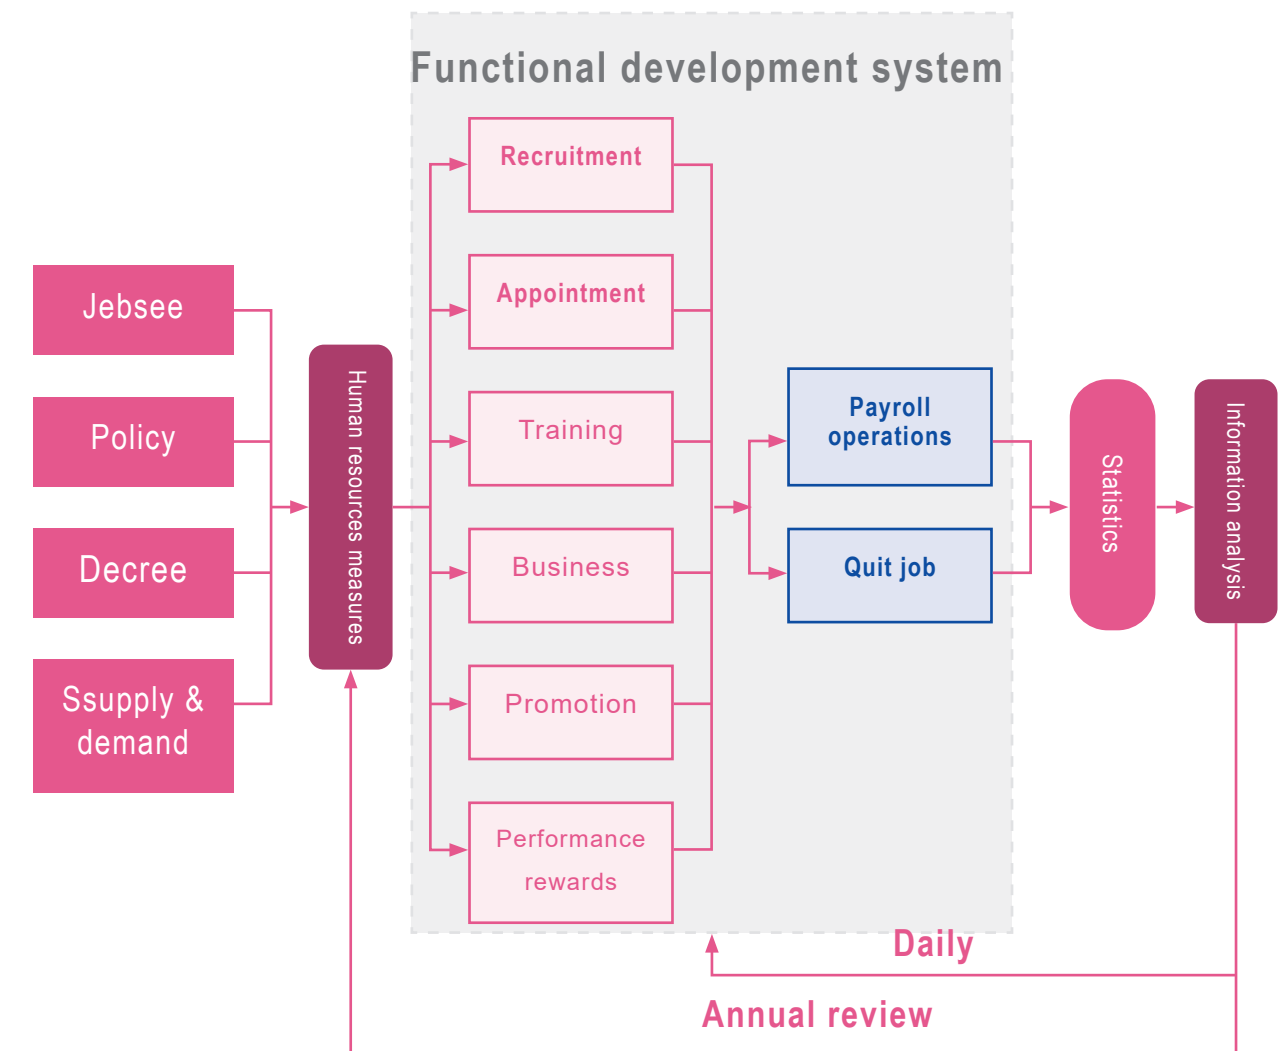 Functional development system
Jebsee
Policy
Decree
Ssupply &
demand
Human resources measures
Recruitment
Appointment
Training
Business
Promotion
Performance
rewards
Payroll
operations
Quit job
Statistics
Information analysis
Daily
Annual review